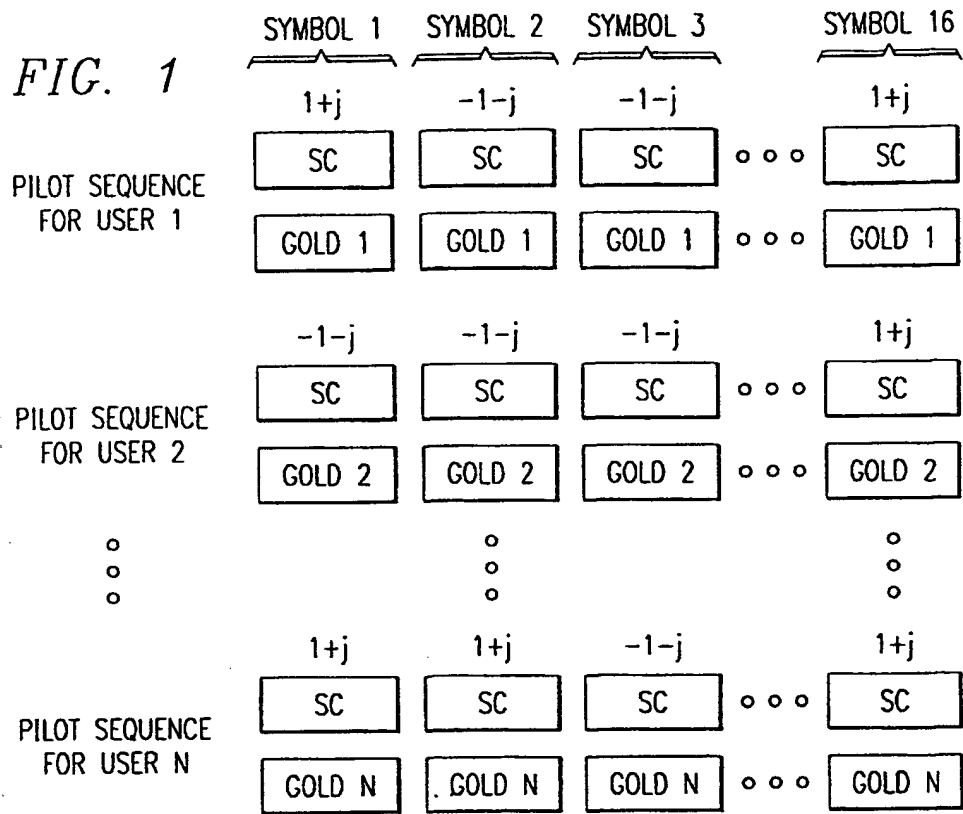 FIG. 1
SYMBOL 1 SYMBOL 2 SYMBOL 3 SYMBOL 16
1+j -1-j -1-j 1+j
PILOT SEQUENCE
FOR USER 1
SC SC SC SC
GOLD 1 GOLD 1 GOLD 1 GOLD 1
-1-j -1-j -1-j 1+j
PILOT SEQUENCE
FOR USER 2
SC SC SC SC
GOLD 2 GOLD 2 GOLD 2 GOLD 2
1+j 1+j -1-j 1+j
PILOT SEQUENCE
FOR USER N
SC SC SC SC
GOLD N GOLD N GOLD N GOLD N